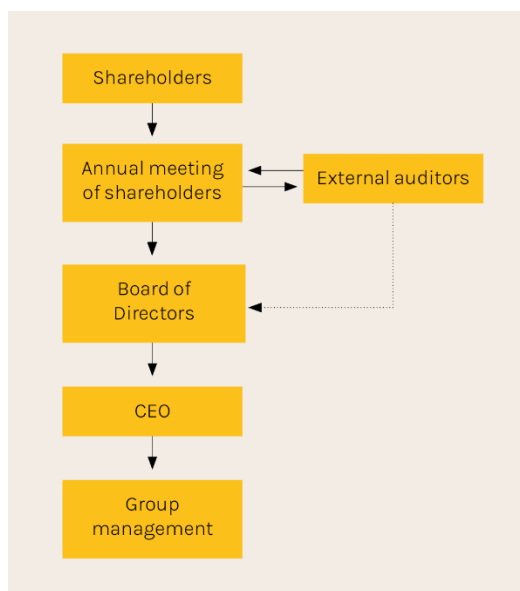 Shareholders
Annual meeting
of shareholders
External auditors
Board of
Directors
CEO
Group
management